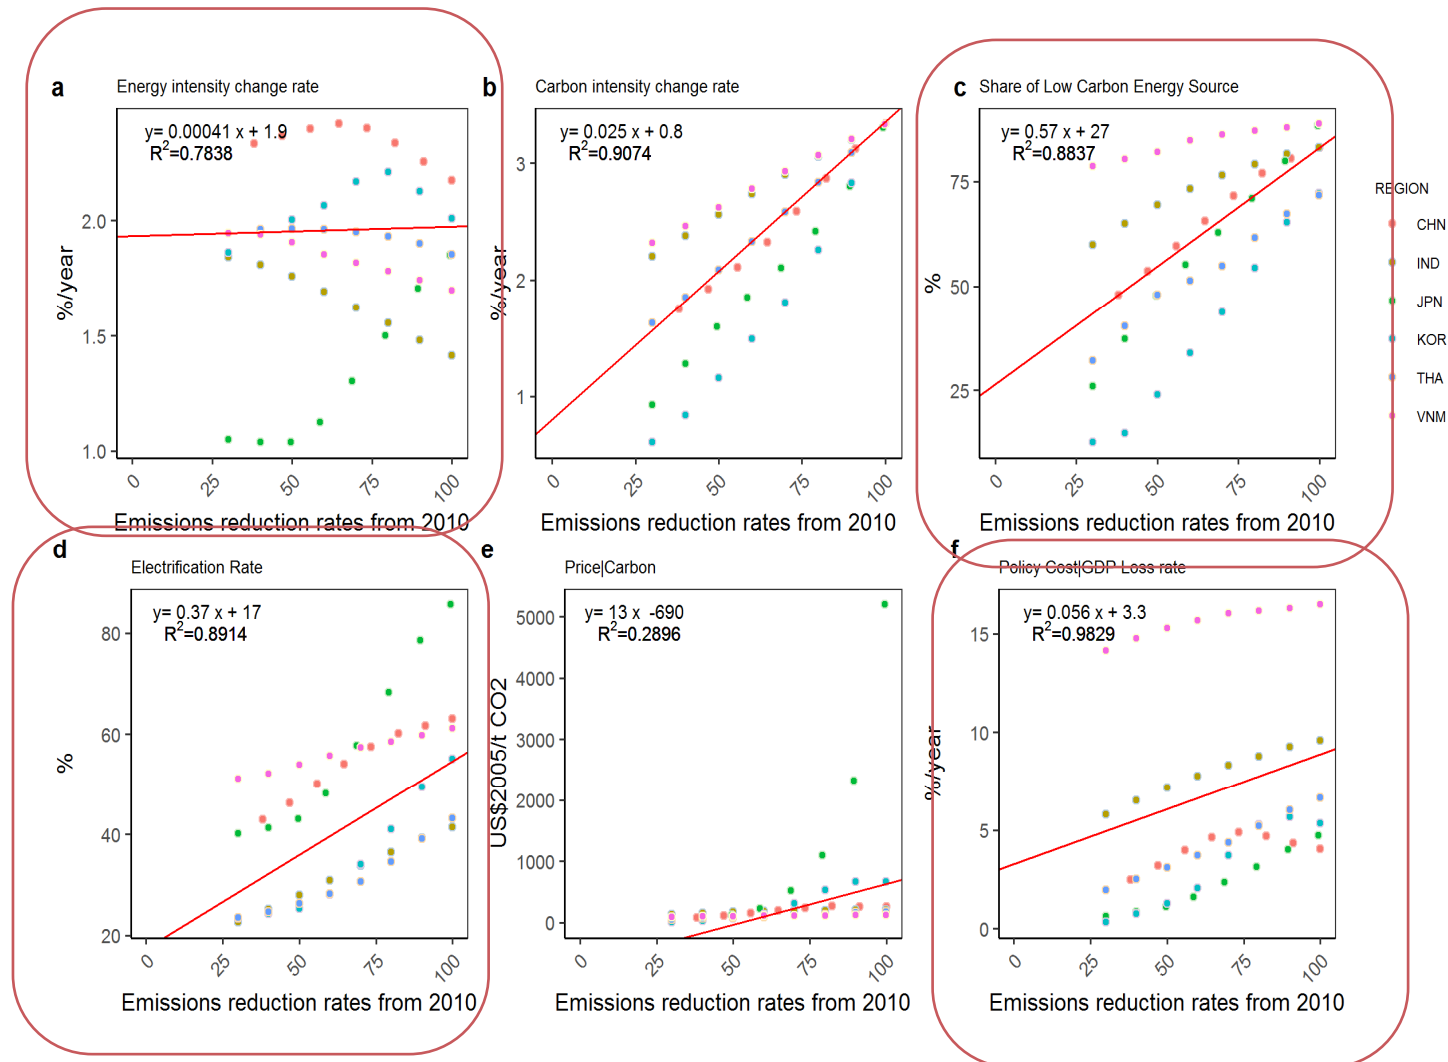 a Energy intensity change rate
y= 0.00041 x + 1.9
R2=0.7838
2.0
1.5
1.0
%/year
0 25 50 75 100
Emissions reduction rates from 2010
b Carbon intensity change rate
y= 0.025 x + 0.8
R2=0.9074
3
2
1
%/year
0 25 50 75 100
Emissions reduction rates from 2010
c Share of Low Carbon Energy Source
y= 0.57 x + 27
R2=0.8837
75
50
25
%
0 25 50 75 100
Emissions reduction rates from 2010
REGION
CHN
IND
JPN
KOR
THA
VNM
d
Electrification Rate
y= 0.37 x + 17
R2=0.8914
80
60
40
20
%
0 25 50 75 100
Emissions reduction rates from 2010
e
Price|Carbon
y= 13 x -690
R2=0.2896
5000
4000
3000
2000
1000
0
US$2005/t CO2
0 25 50 75 100
Emissions reduction rates from 2010
f
Policy Cost|GDP Loss rate
y= 0.056 x + 3.3
R2=0.9829
15
10
5
0
%/year
0 25 50 75 100
Emissions reduction rates from 2010